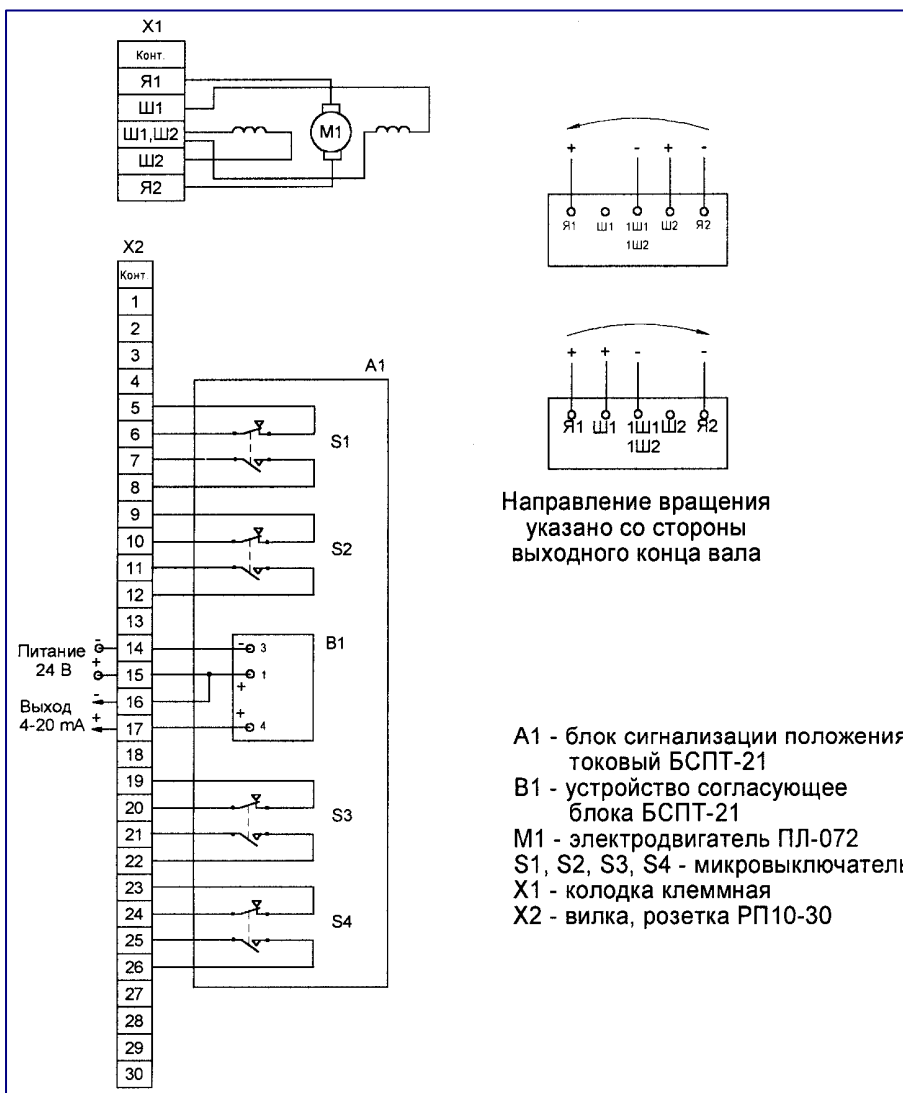 X1
Конт.
Я1
Ш1
Ш1,Ш2
Ш2
Я2
М1
+ - + -
Я1 Ш1 1Ш1 Ш2 Я2
1Ш2
+ + - -
Я1 Ш1 1Ш1 Ш2 Я2
1Ш2
Направление вращения
указано со стороны
выходного конца вала
X2
Конт.
1
2
3
4
5
6
7
8
9
10
11
12
13
14
15
16
17
18
19
20
21
22
23
24
25
26
27
28
29
30
A1
S1
S2
B1
- 3
1
+
+
4
S3
S4
Питание
24 В
-
+
Выход
4-20 mA
-
+
А1 - блок сигнализации положения
токовый БСПТ-21
В1 - устройство согласующее
блока БСПТ-21
М1 - электродвигатель ПЛ-072
S1, S2, S3, S4 - микровыключатель
X1 - колодка клеммная
X2 - вилка, розетка РП10-30